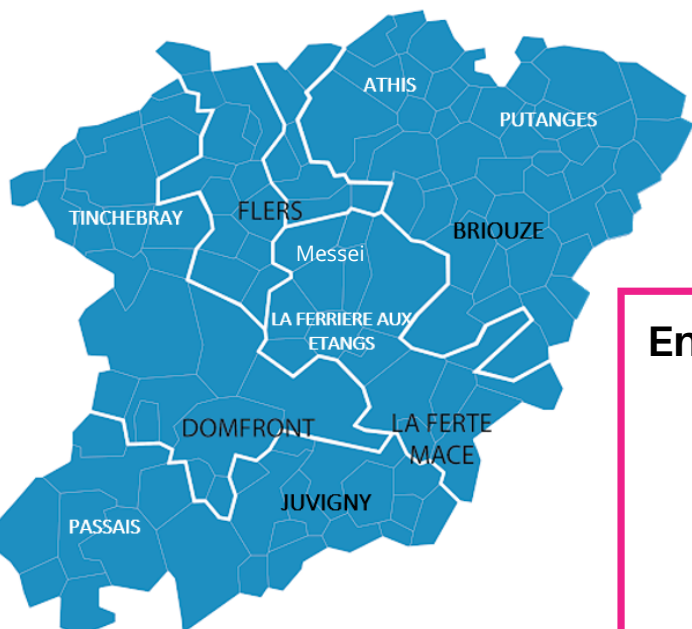 ATHIS
PUTANGES
TINCHEBRAY
FLERS
BRIOUZE
Messei
LA FERRIERE AUX
ETANGS
En
DOMFRONT
LA FERTE
MACE
JUVIGNY
PASSAIS